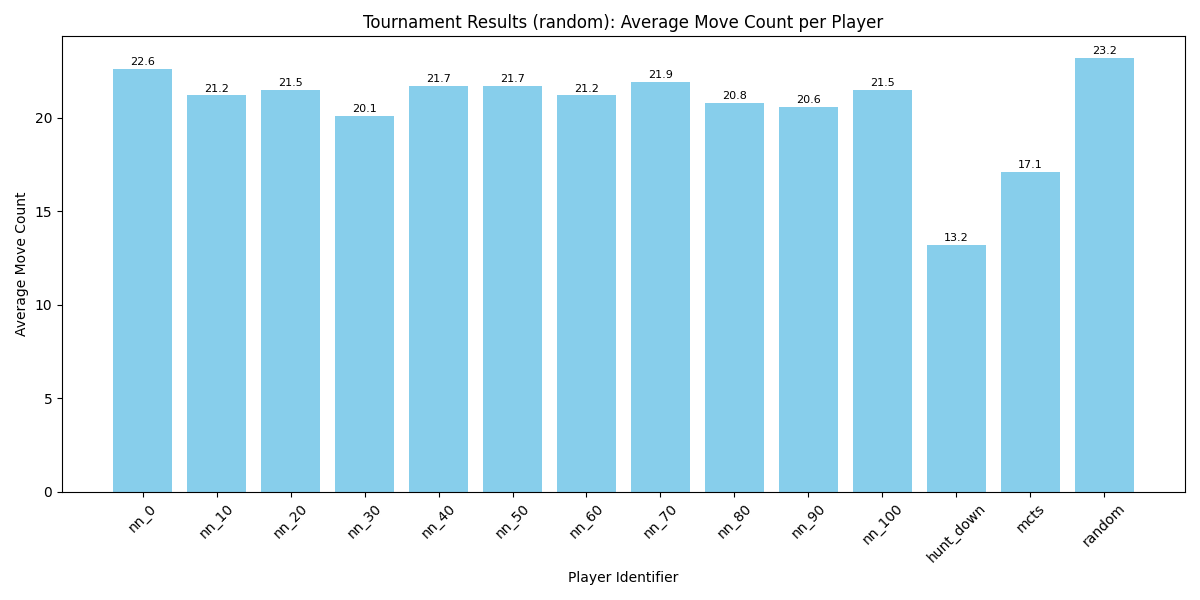 Tournament Results (random): Average Move Count per Player
Average Move Count
20
15
10
5
0
22.6
21.2
21.5
20.1
21.7
21.7
21.2
21.9
20.8
20.6
21.5
13.2
17.1
23.2
nn_0
nn_10
nn_20
nn_30
nn_40
nn_50
nn_60
nn_70
nn_80
nn_90
nn_100
hunt_down
mcts
random
Player Identifier